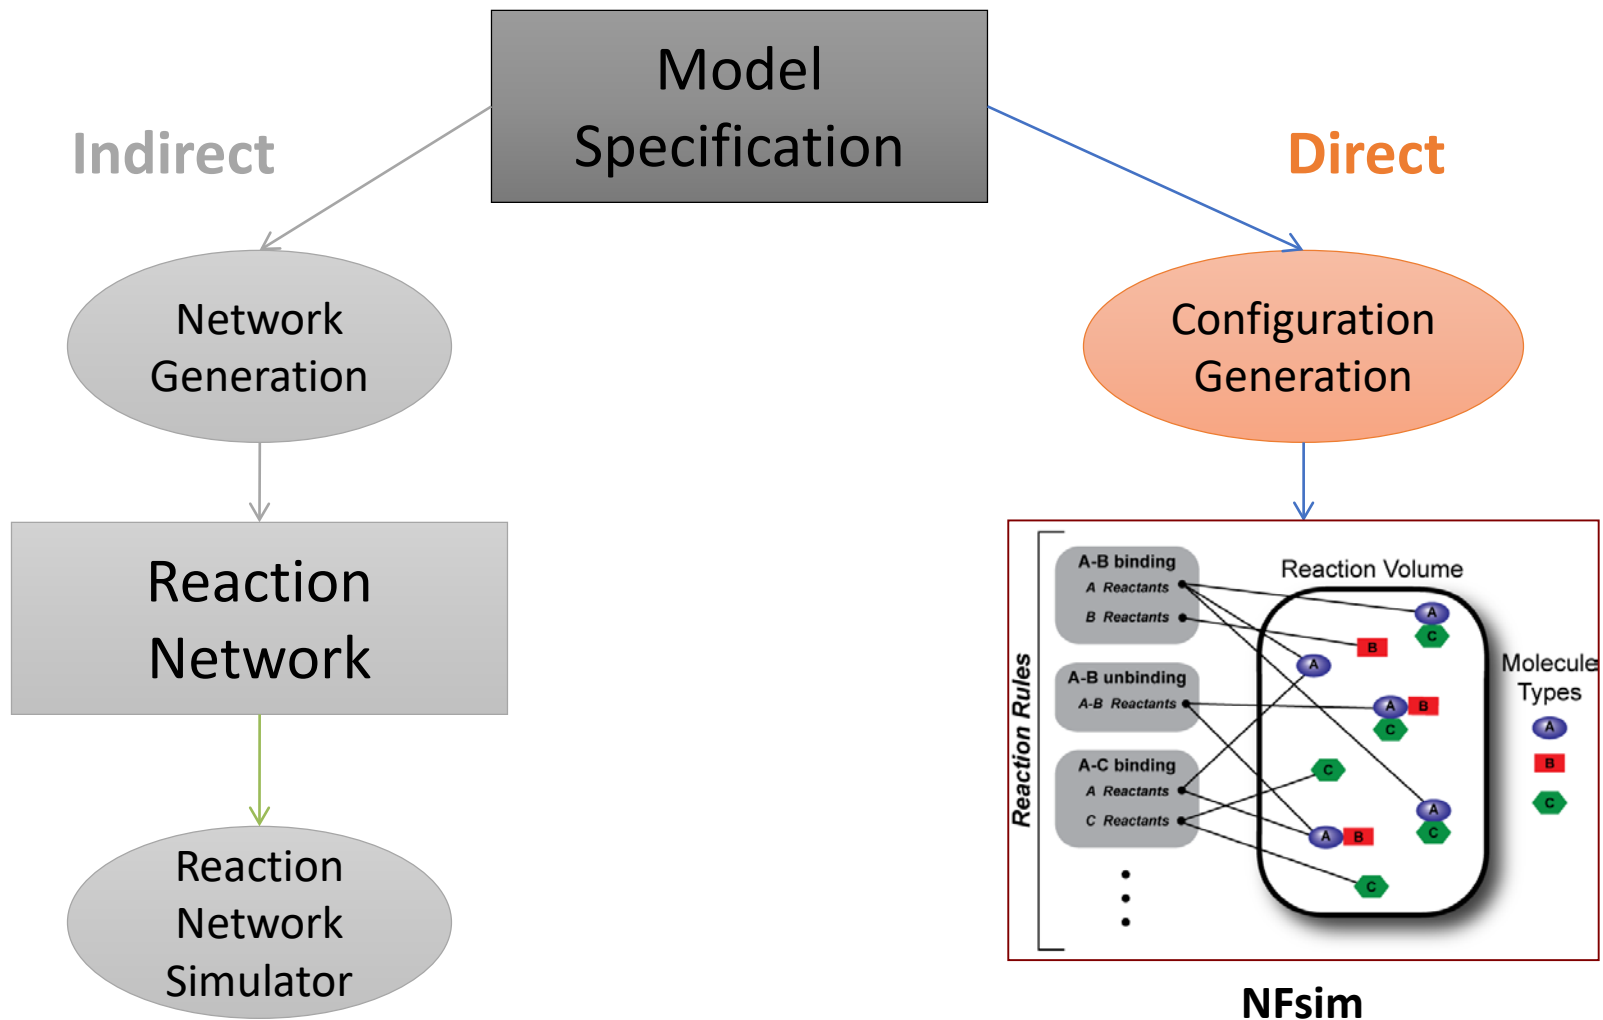 Model
Specification
Indirect
Direct
Network
Generation
Configuration
Generation
Reaction
Network
Reaction
Network
Simulator
Reaction Rules
A-B binding
A Reactants
B Reactants
A-B unbinding
A-B Reactants
A-C binding
A Reactants
C Reactants
Reaction Volume
A
C
B
A
A B
C
C
A
C
A B
C
Molecule
Types
A
B
C
NFsim